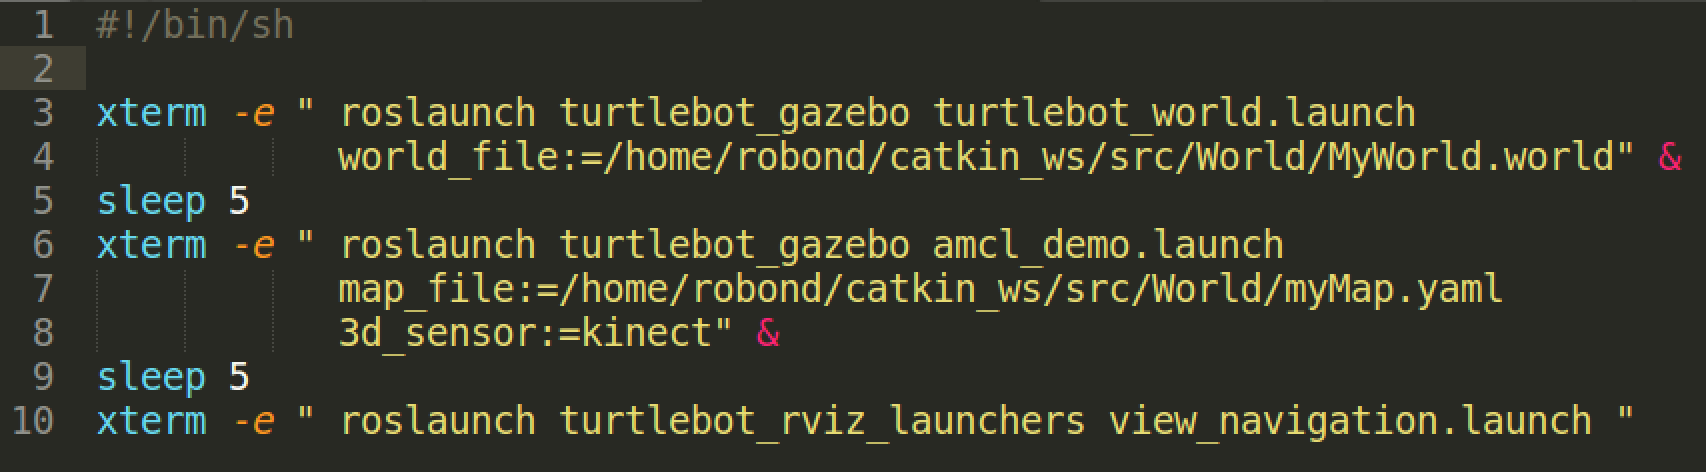 1 #!/bin/sh
2
3 xterm -e " roslaunch turtlebot_gazebo turtlebot_world.launch
4 world_file:=/home/robond/catkin_ws/src/World/MyWorld.world" &
5 sleep 5
6 xterm -e " roslaunch turtlebot_gazebo amcl_demo.launch
7 map_file:=/home/robond/catkin_ws/src/World/myMap.yaml
8 3d_sensor:=kinect" &
9 sleep 5
10 xterm -e " roslaunch turtlebot_rviz_launchers view_navigation.launch "